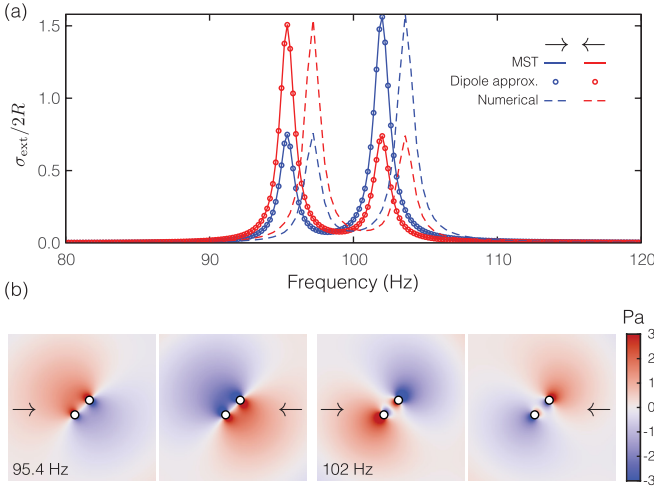 (a)
σext/2R
1.5
1.0
0.5
0.0
→ ←
MST
Dipole approx.
Numerical
80 90 100 110 120
Frequency (Hz)
(b)
Pa
→ ← → ←
95.4 Hz 102 Hz
3
2
1
0
-1
-2
-3